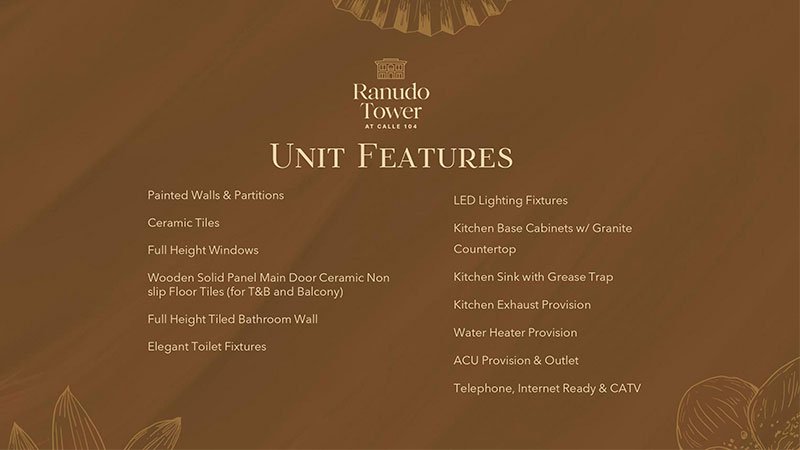 Ranudo
Tower
AT CALLE 104
UNIT FEATURES
Painted Walls & Partitions
Ceramic Tiles
Full Height Windows
Wooden Solid Panel Main Door Ceramic Non
slip Floor Tiles (for T&B and Balcony)
Full Height Tiled Bathroom Wall
Elegant Toilet Fixtures
LED Lighting Fixtures
Kitchen Base Cabinets w/ Granite
Countertop
Kitchen Sink with Grease Trap
Kitchen Exhaust Provision
Water Heater Provision
ACU Provision & Outlet
Telephone, Internet Ready & CATV